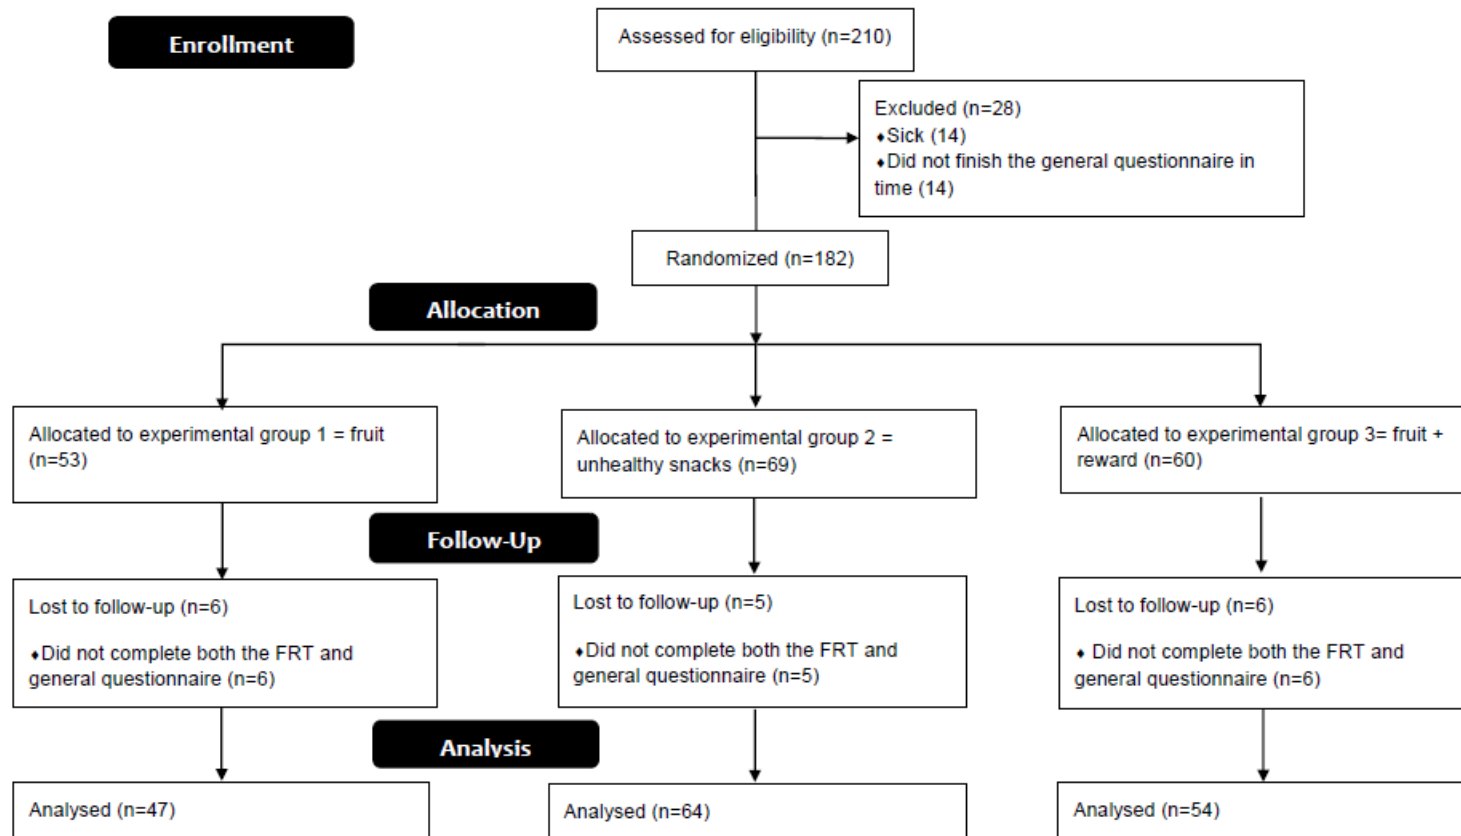 Enrollment
Assessed for eligibility (n=210)
Excluded (n=28)
♦Sick (14)
♦Did not finish the general questionnaire in
time (14)
Randomized (n=182)
Allocation
Allocated to experimental group 1 = fruit
(n=53)
Allocated to experimental group 2 =
unhealthy snacks (n=69)
Allocated to experimental group 3= fruit +
reward (n=60)
Follow-Up
Lost to follow-up (n=6)
♦Did not complete both the FRT and
general questionnaire (n=6)
Lost to follow-up (n=5)
♦Did not complete both the FRT and
general questionnaire (n=5)
Lost to follow-up (n=6)
♦ Did not complete both the FRT and
general questionnaire (n=6)
Analysis
Analysed (n=47)
Analysed (n=64)
Analysed (n=54)